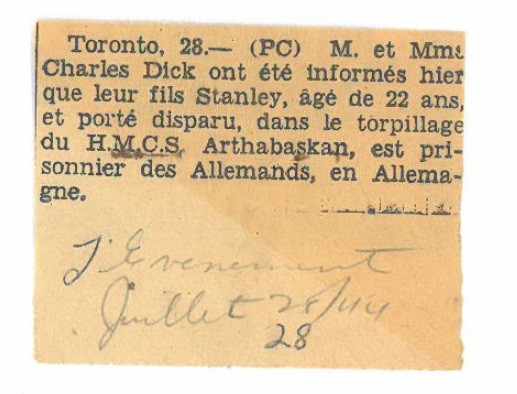 Toronto, 28.— (PC) M. et Mme
Charles Dick ont été informés hier
que leur fils Stanley, âgé de 22 ans,
et porté disparu, dans le torpillage
du H.M.C.S. Arthabaskan, est pri-
sonnier des Allemands, en Allema-
gne.
L'Evenement
Juillet 28/44
28